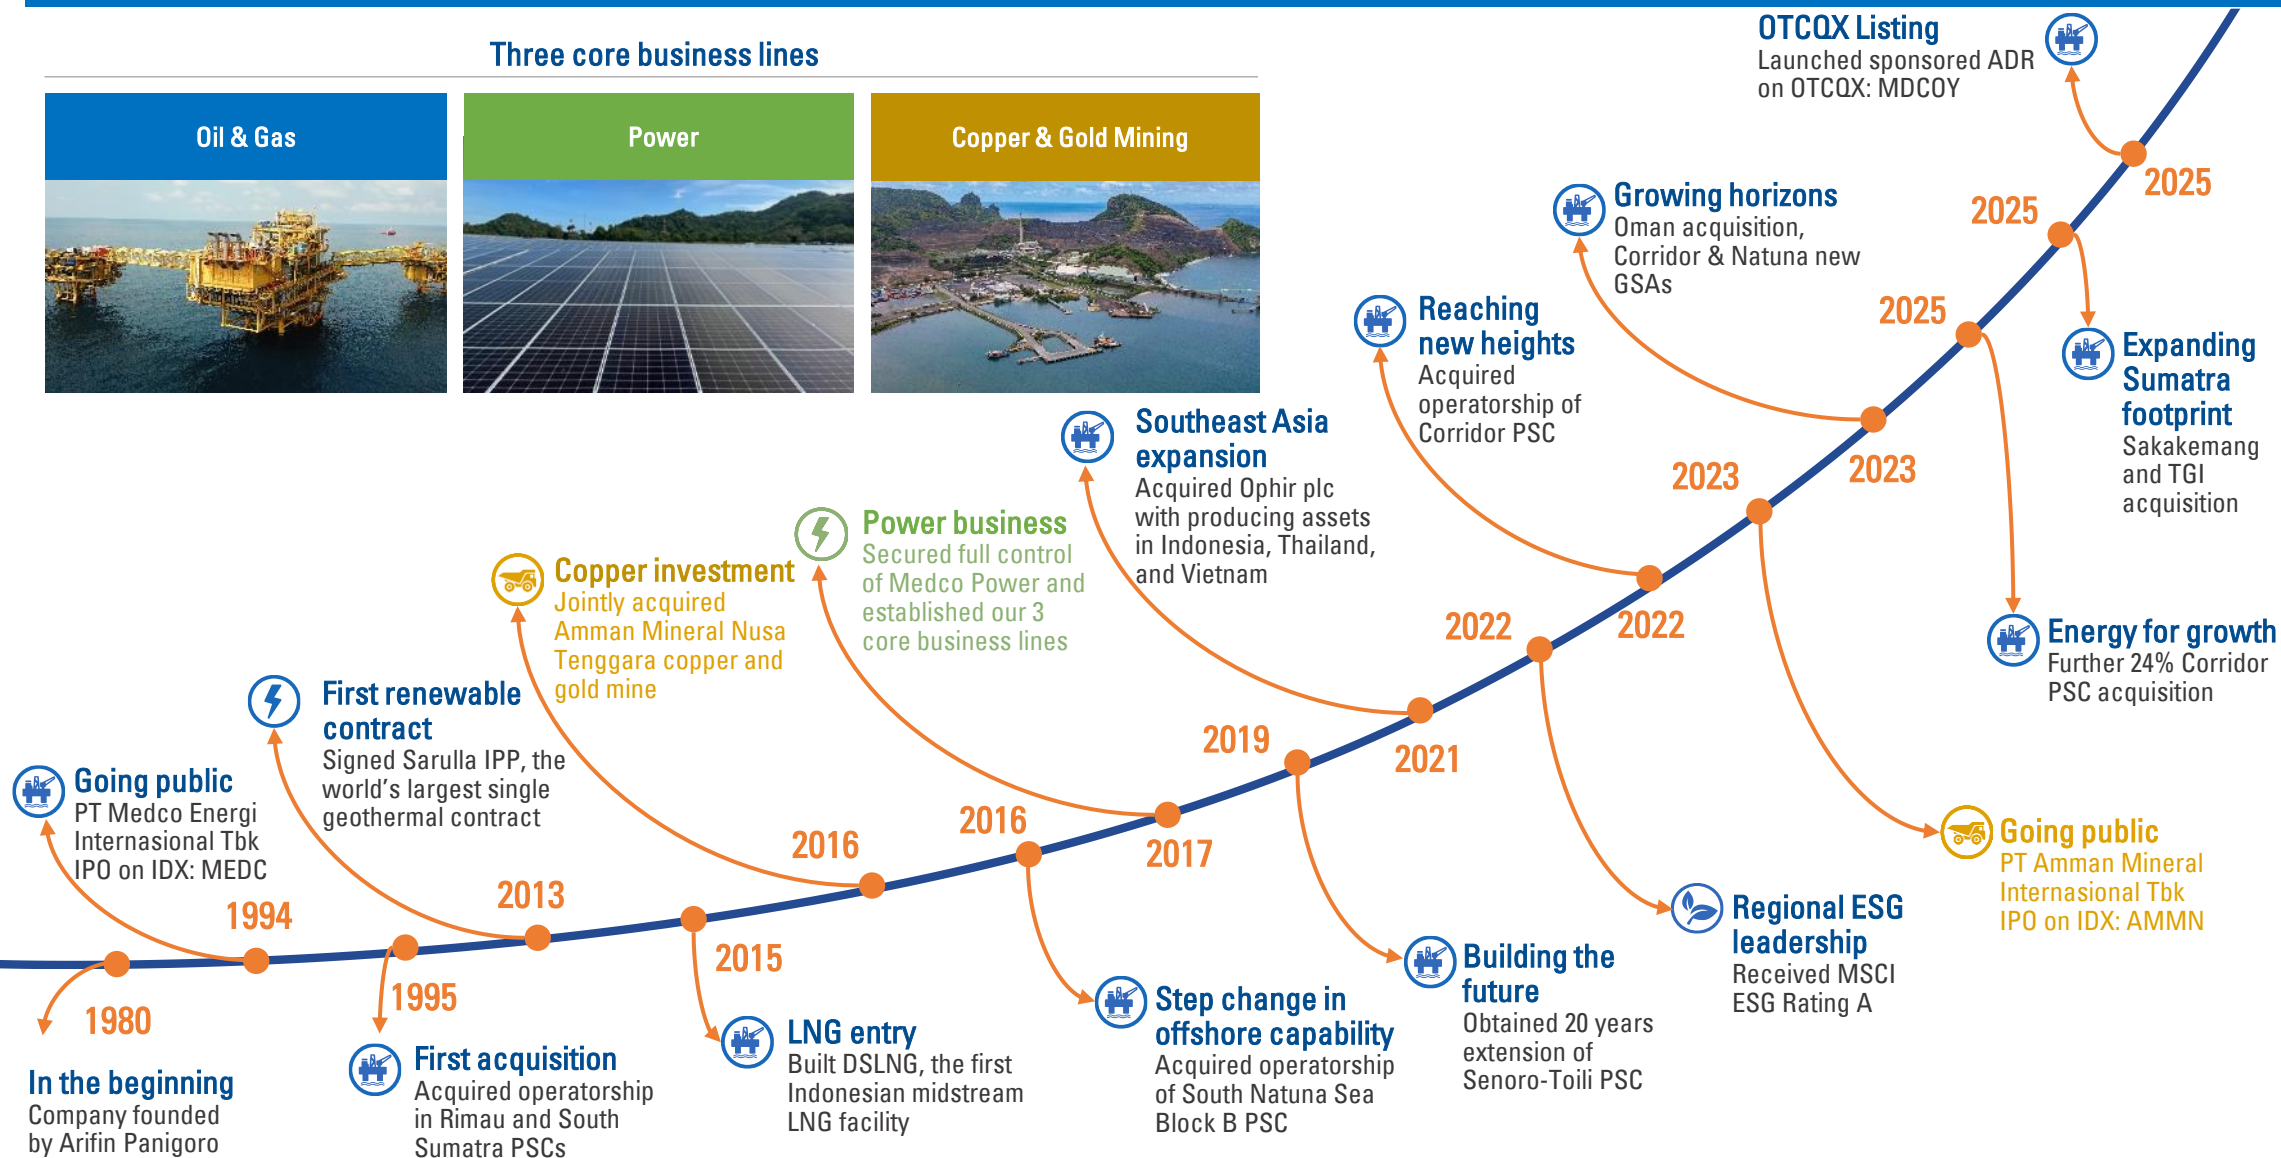 Three core business lines
Oil & Gas
Power
Copper & Gold Mining
1980
In the beginning
Company founded
by Arifin Panigoro
Going public
PT Medco Energi
Internasional Tbk
IPO on IDX: MEDC
1994
1995
First acquisition
Acquired operatorship
in Rimau and South
Sumatra PSCs
First renewable
contract
Signed Sarulla IPP, the
world's largest single
geothermal contract
2013
2015
LNG entry
Built DSLNG, the first
Indonesian midstream
LNG facility
Copper investment
Jointly acquired
Amman Mineral Nusa
Tenggara copper and
gold mine
2016
2016
Step change in
offshore capability
Acquired operatorship
of South Natuna Sea
Block B PSC
Power business
Secured full control
of Medco Power and
established our 3
core business lines
2017
2019
Building the
future
Obtained 20 years
extension of
Senoro-Toili PSC
Southeast Asia
expansion
Acquired Ophir plc
with producing assets
in Indonesia, Thailand,
and Vietnam
2021
2022
Regional ESG
leadership
Received MSCI
ESG Rating A
Reaching
new heights
Acquired
operatorship of
Corridor PSC
2022
2023
Going public
PT Amman Mineral
Internasional Tbk
IPO on IDX: AMMN
Growing horizons
Oman acquisition,
Corridor & Natuna new
GSAs
2023
2025
Energy for growth
Further 24% Corridor
PSC acquisition
2025
Expanding
Sumatra
footprint
Sakakemang
and TGI
acquisition
OTCQX Listing
Launched sponsored ADR
on OTCQX: MDCOY
2025